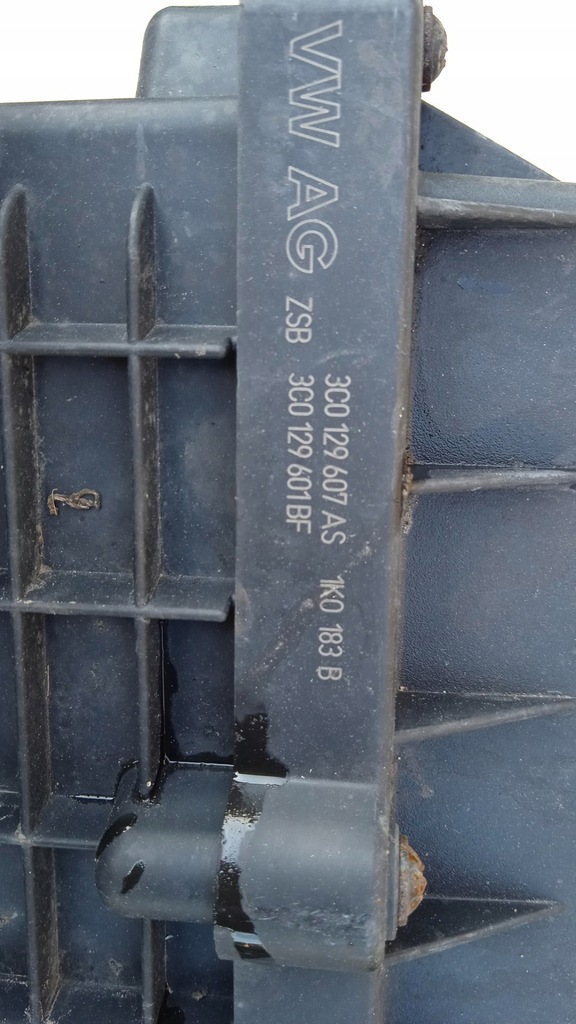 VW AG
3C0 129 607 AS 1K0 183 B
ZSB 3C0 129 601 BF